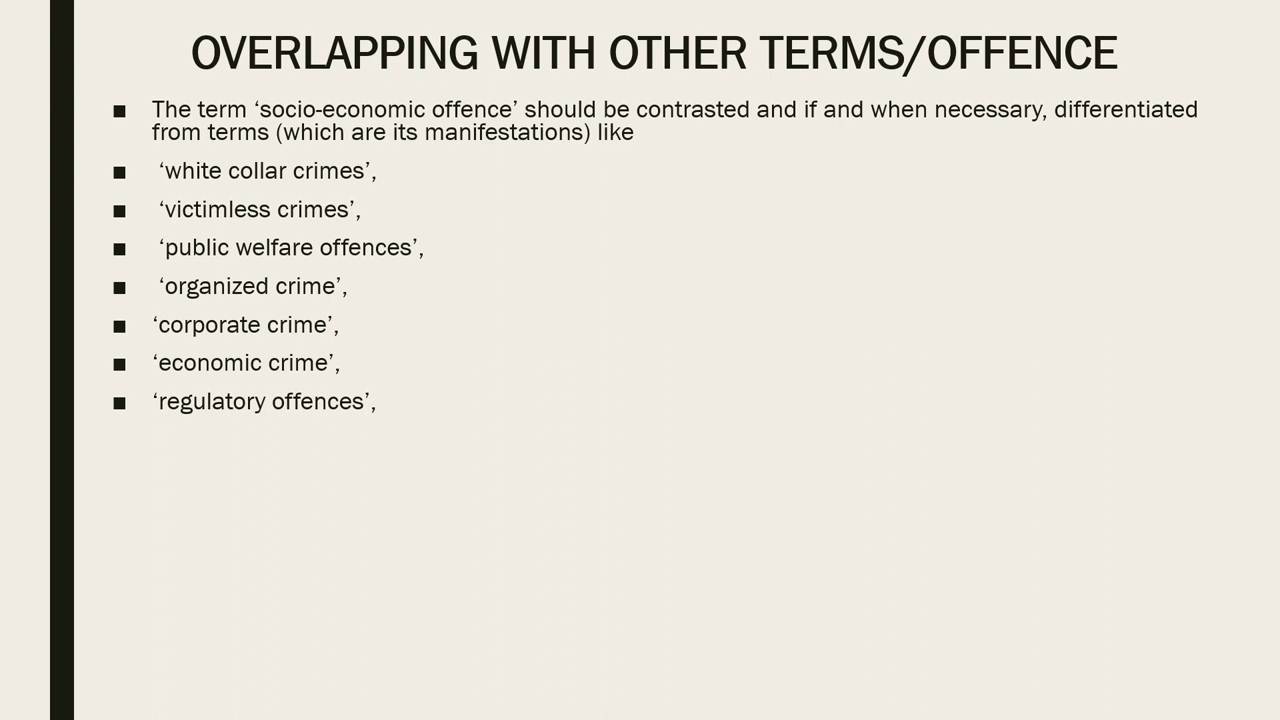 OVERLAPPING WITH OTHER TERMS/OFFENCE
■ The term ‘socio-economic offence’ should be contrasted and if and when necessary, differentiated
from terms (which are its manifestations) like
■ ‘white collar crimes’,
■ ‘victimless crimes’,
■ ‘public welfare offences’,
■ ‘organized crime’,
■ ‘corporate crime’,
■ ‘economic crime’,
■ ‘regulatory offences’,